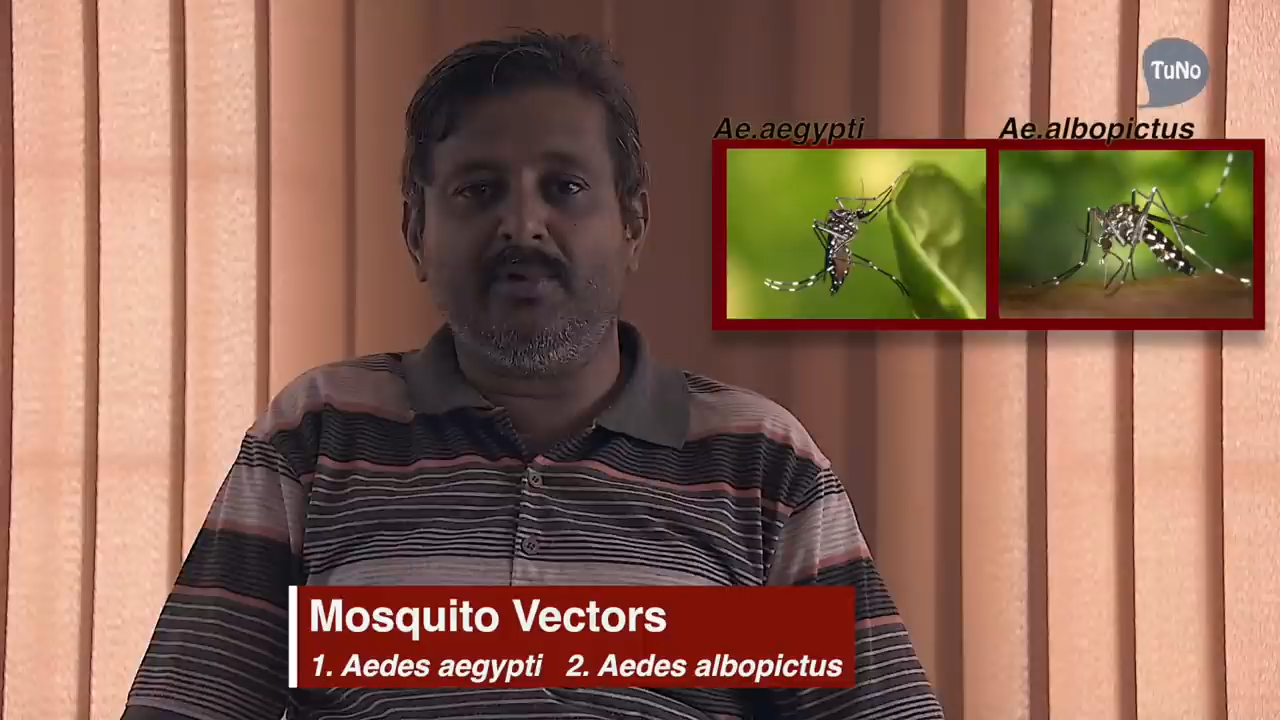 TuNo
Ae.aegypti
Ae.albopictus
Mosquito Vectors
1. Aedes aegypti 2. Aedes albopictus